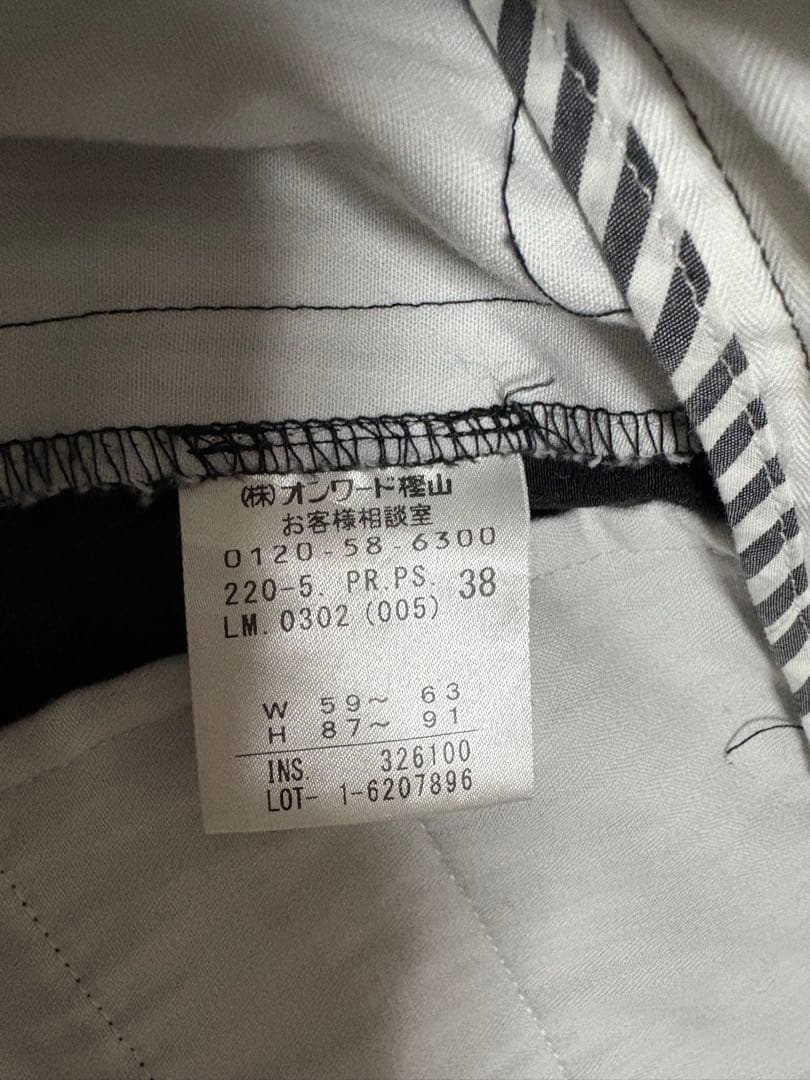 (株)オンワード樫山
お客様相談室
0120-58-6300
220-5. PR.PS. 38
LM. 0302 (005)
W 59～ 63
H 87～ 91
INS. 326100
LOT- 1-6207896